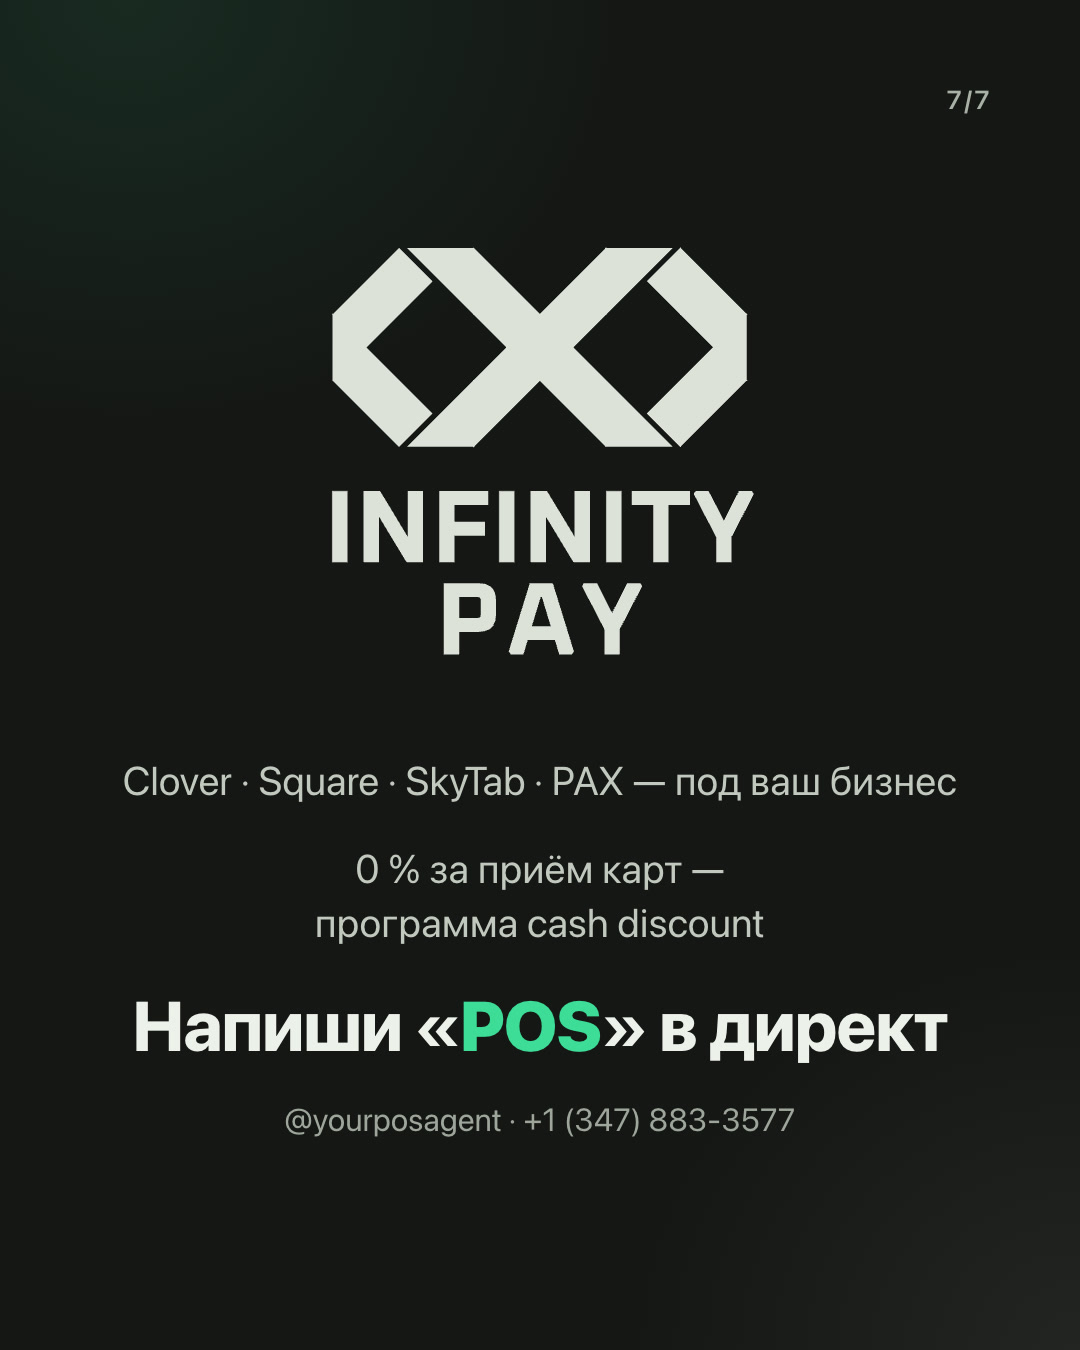 7/7
INFINITY
PAY
Clover · Square · SkyTab · PAX — под ваш бизнес
0 % за приём карт —
программа cash discount
Напиши «POS» в директ
@yourposagent · +1 (347) 883-3577